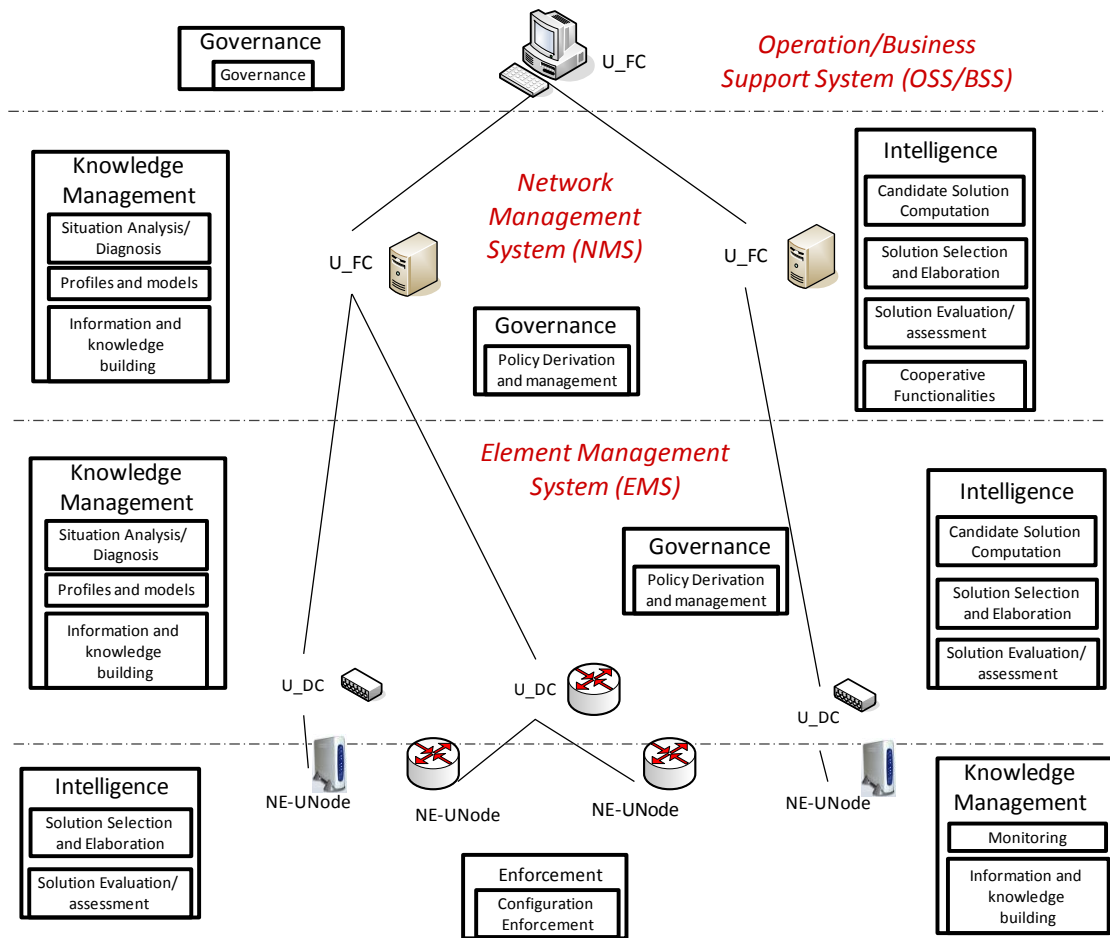 Governance
Governance
U_FC
Operation/Business
Support System (OSS/BSS)
Knowledge
Management
Situation Analysis/
Diagnosis
Profiles and models
Information and
knowledge
building
Network
Management
System (NMS)
U_FC
U_FC
Governance
Policy Derivation
and management
Intelligence
Candidate Solution
Computation
Solution Selection
and Elaboration
Solution Evaluation/
assessment
Cooperative
Functionalities
Element Management
System (EMS)
Knowledge
Management
Situation Analysis/
Diagnosis
Profiles and models
Information and
knowledge
building
Governance
Policy Derivation
and management
Intelligence
Candidate Solution
Computation
Solution Selection
and Elaboration
Solution Evaluation/
assessment
U_DC
U_DC
U_DC
NE-UNode
NE-UNode
NE-UNode
NE-UNode
Intelligence
Solution Selection
and Elaboration
Solution Evaluation/
assessment
Enforcement
Configuration
Enforcement
Knowledge
Management
Monitoring
Information and
knowledge
building